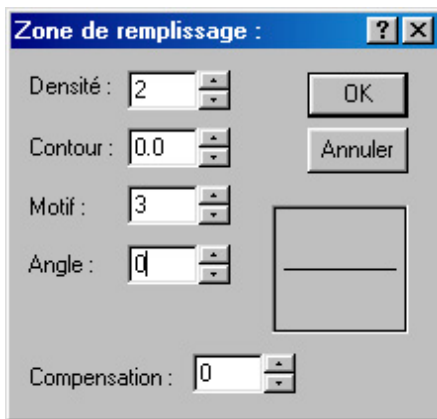 Zone de remplissage : ? X
Densité : 2 OK
Contour : 0.0 Annuler
Motif : 3
Angle : 0
Compensation : 0